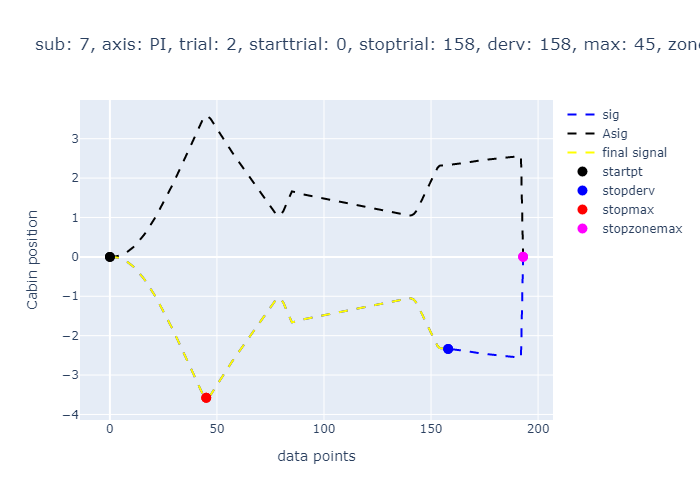 sub: 7, axis: PI, trial: 2, starttrial: 0, stoptrial: 158, derv: 158, max: 45, zone
sig
Asig
final signal
startpt
stopderv
stopmax
stopzonemax
3
2
1
0
−1
−2
−3
−4
Cabin position
0 50 100 150 200
data points